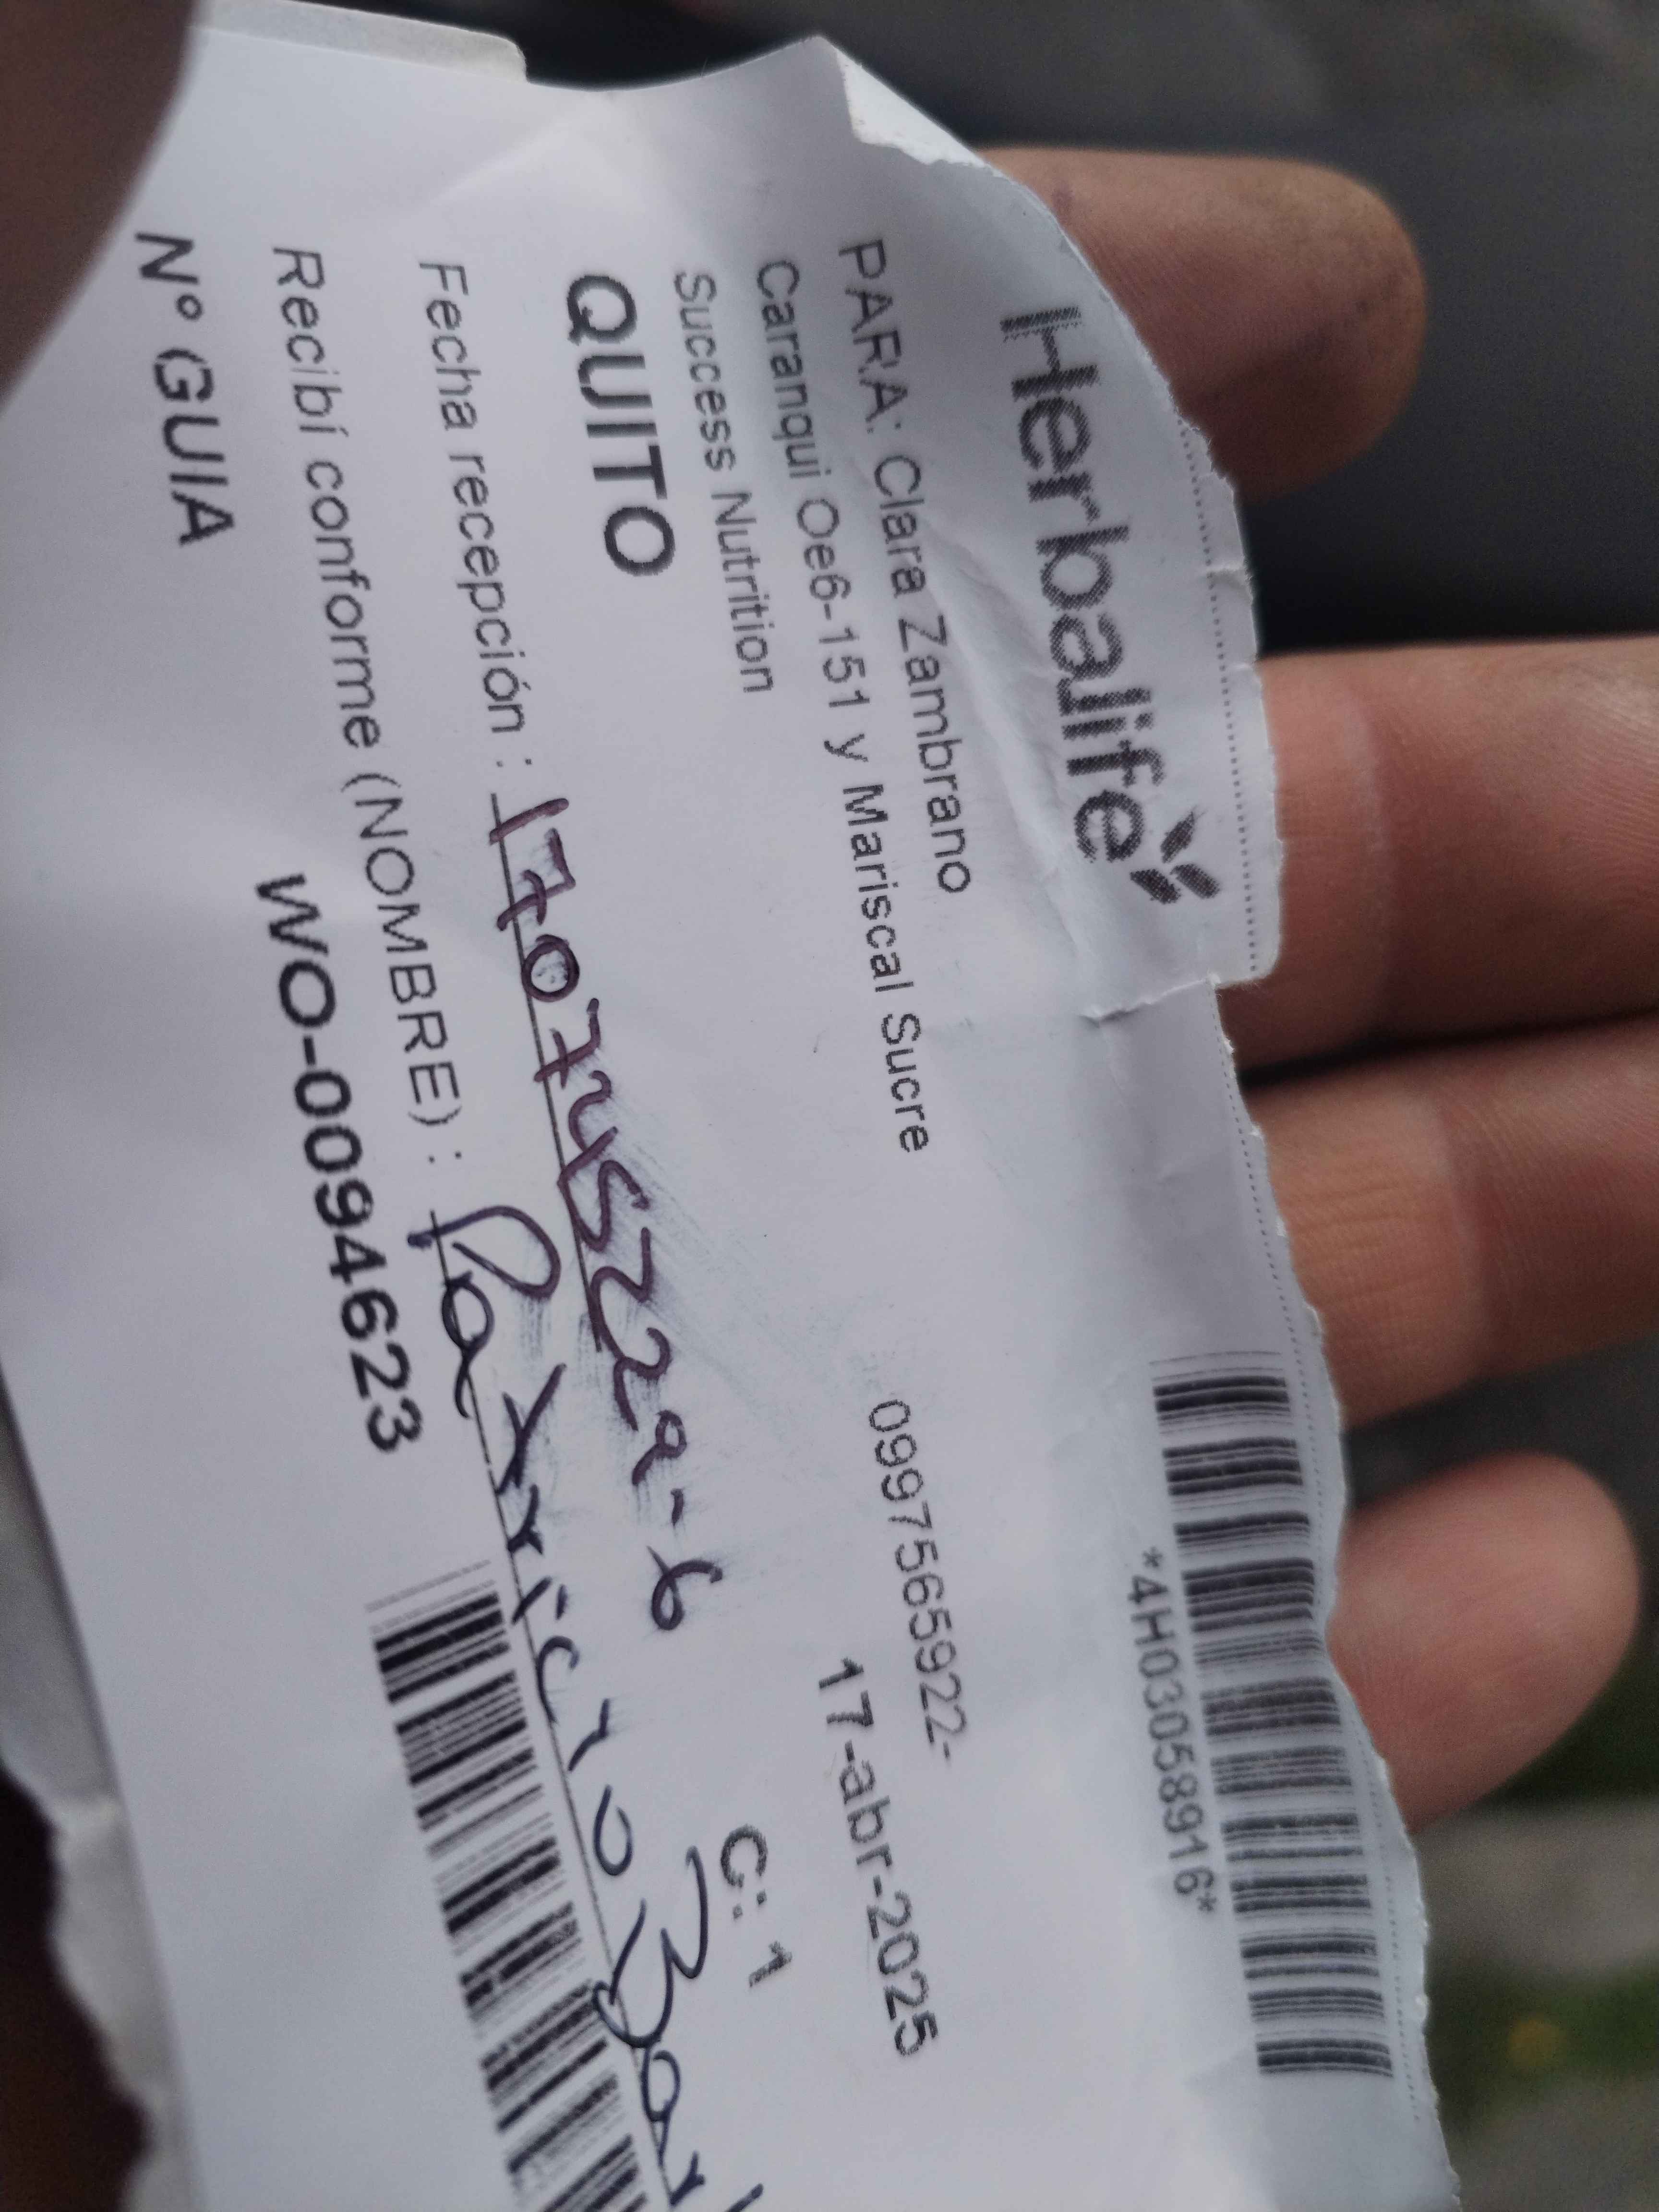 Herbalife
*4H03058916*
PARA: Clara Zambrano 0997565922-
Caranqui Oe6-151 y Mariscal Sucre 17-abr-2025
Success Nutrition
QUITO C: 1
Fecha recepción :
Recibí conforme (NOMBRE) : Patricio
Nº GUIA WO-00946623